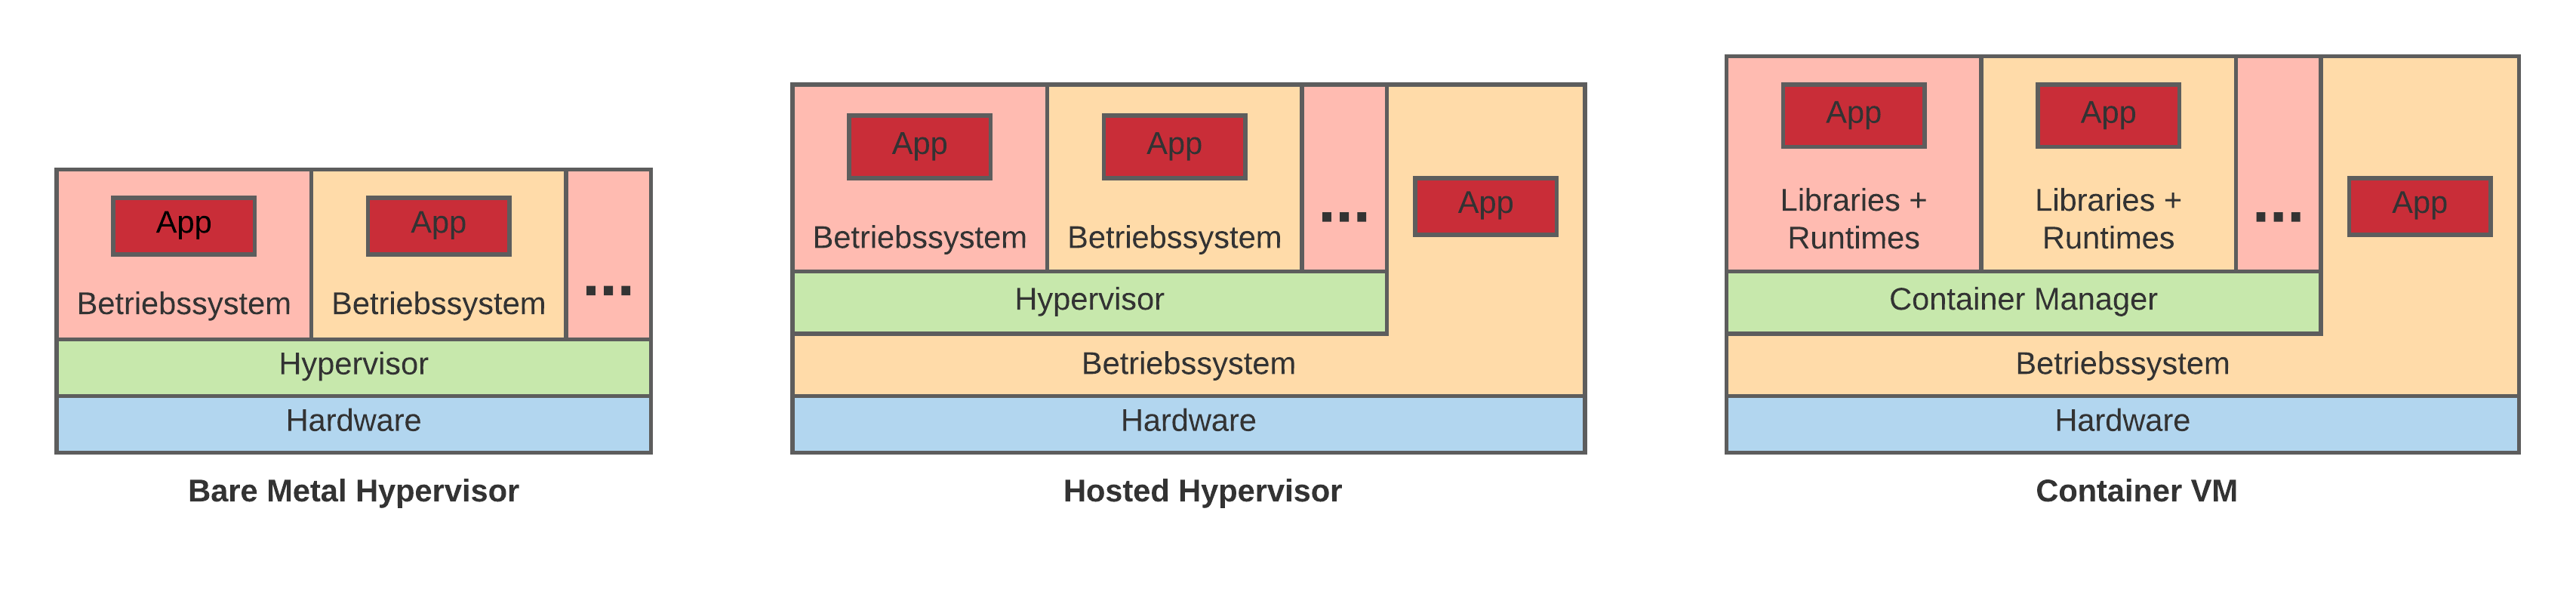 App
App
Betriebssystem
Betriebssystem
...
Hypervisor
Hardware
Bare Metal Hypervisor
App
App
App
Betriebssystem
Betriebssystem
...
Hypervisor
Betriebssystem
Hardware
Hosted Hypervisor
App
App
App
Libraries +
Runtimes
Libraries +
Runtimes
...
Container Manager
Betriebssystem
Hardware
Container VM